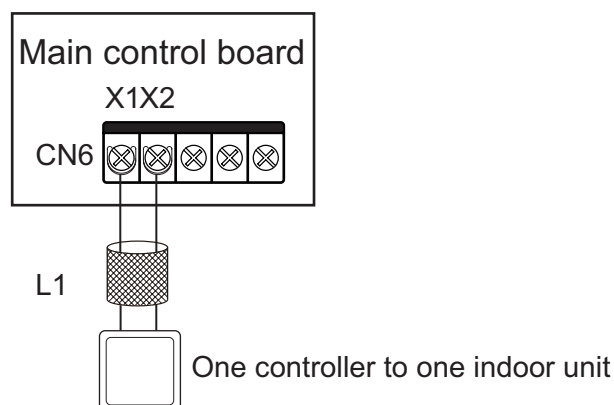 Main control board
X1X2
CN6
L1
One controller to one indoor unit